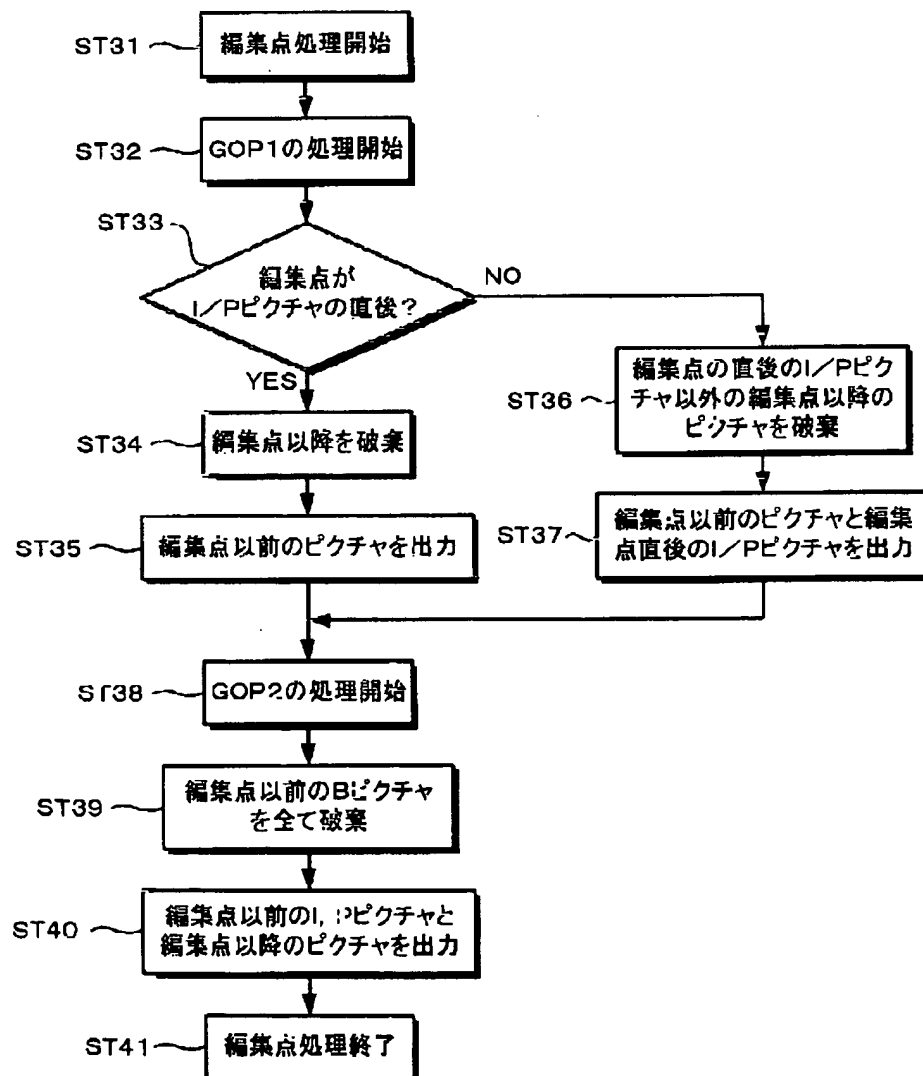 ST31
編集点処理開始
ST32
GOP1の処理開始
ST33
編集点が
I／Pピクチャの直後？
NO
YES
ST36
編集点の直後のI／Pピク
チャ以外の編集点以降の
ピクチャを破棄
ST34
編集点以降を破棄
ST37
編集点以前のピクチャと編集
点直後のI／Pピクチャを出力
ST35
編集点以前のピクチャを出力
ST38
GOP2の処理開始
ST39
編集点以前のBピクチャ
を全て破棄
ST40
編集点以前のI, Pピクチャと
編集点以降のピクチャを出力
ST41
編集点処理終了